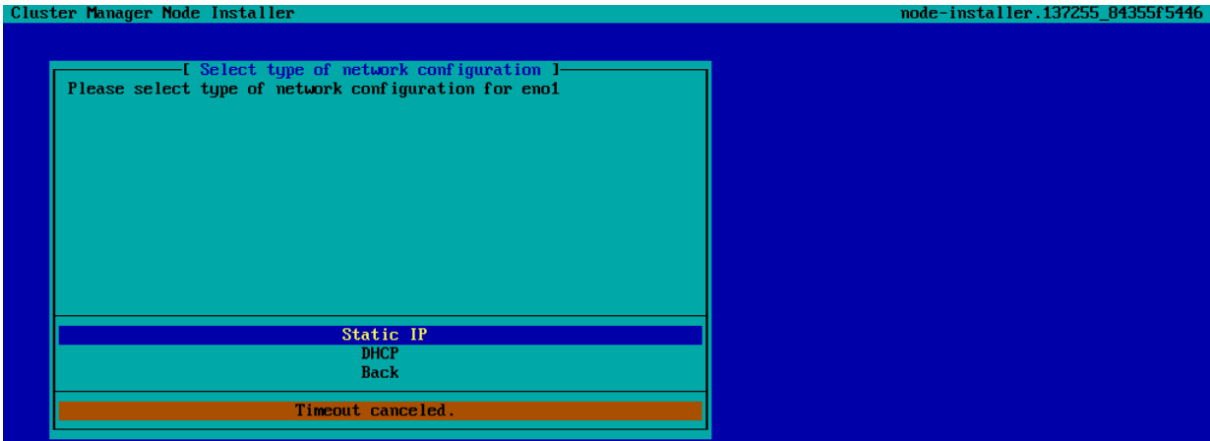 Cluster Manager Node Installer node-installer.137255_84355f5446
[ Select type of network configuration ]
Please select type of network configuration for eno1
Static IP
DHCP
Back
Timeout canceled.